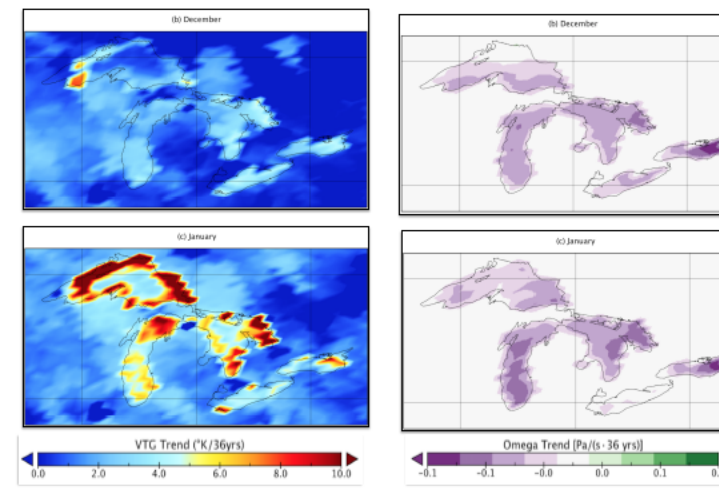 (b) December
(b) December
(c) January
(c) January
VTG Trend (°K/36yrs)
0.0 2.0 4.0 6.0 8.0 10.0
Omega Trend [Pa/(s·36 yrs)]
-0.1 -0.1 -0.0 0.0 0.1